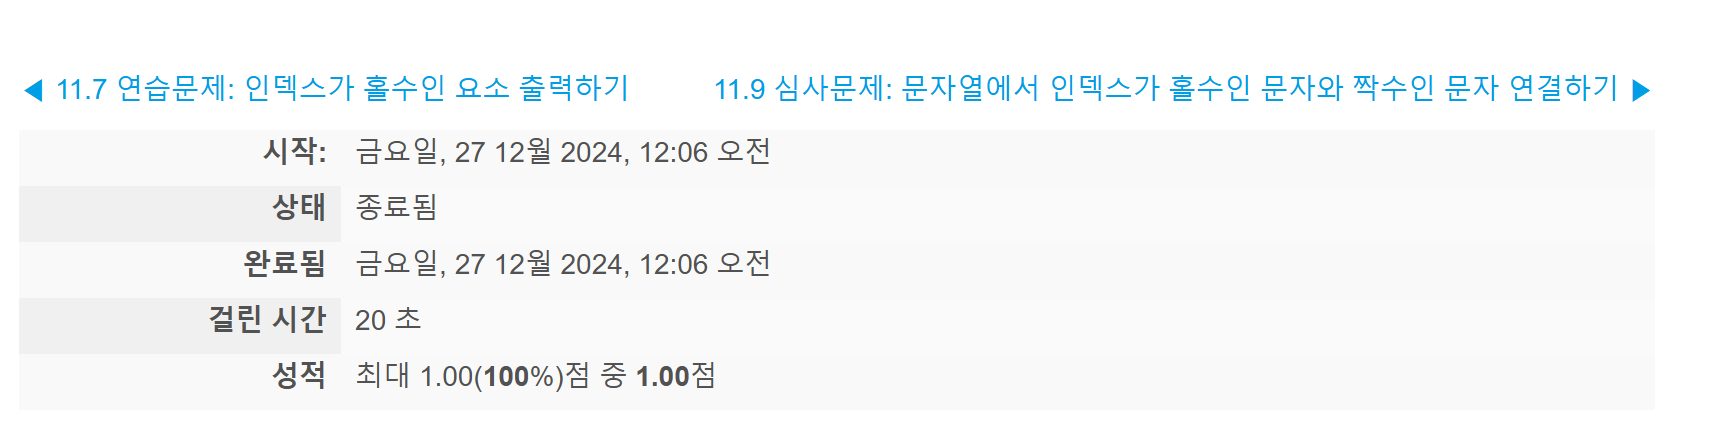 ◀ 11.7 연습문제: 인덱스가 홀수인 요소 출력하기 11.9 심사문제: 문자열에서 인덱스가 홀수인 문자와 짝수인 문자 연결하기 ▶
시작: 금요일, 27 12월 2024, 12:06 오전
상태 종료됨
완료됨 금요일, 27 12월 2024, 12:06 오전
걸린 시간 20 초
성적 최대 1.00(100%)점 중 1.00점